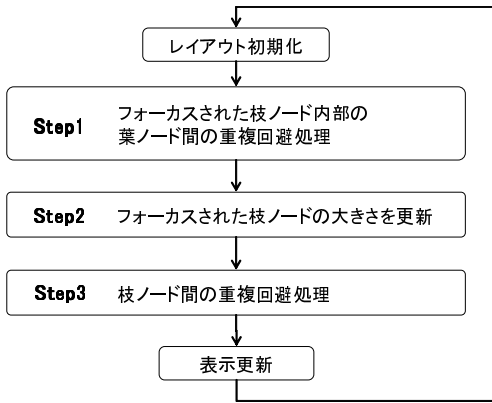 レイアウト初期化
Step1
フォーカスされた枝ノード内部の
葉ノード間の重複回避処理
Step2 フォーカスされた枝ノードの大きさを更新
Step3 枝ノード間の重複回避処理
表示更新